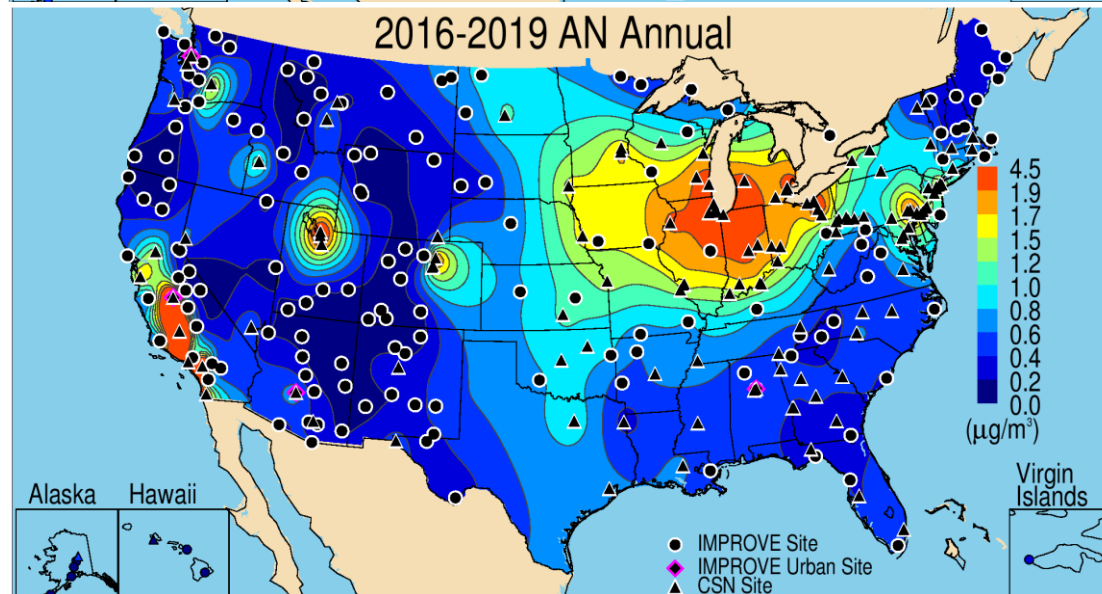 2016-2019 AN Annual
4.5
1.9
1.7
1.5
1.2
1.0
0.8
0.6
0.4
0.2
0.0
(μg/m³)
Alaska
Hawaii
Virgin
Islands
IMPROVE Site
IMPROVE Urban Site
CSN Site